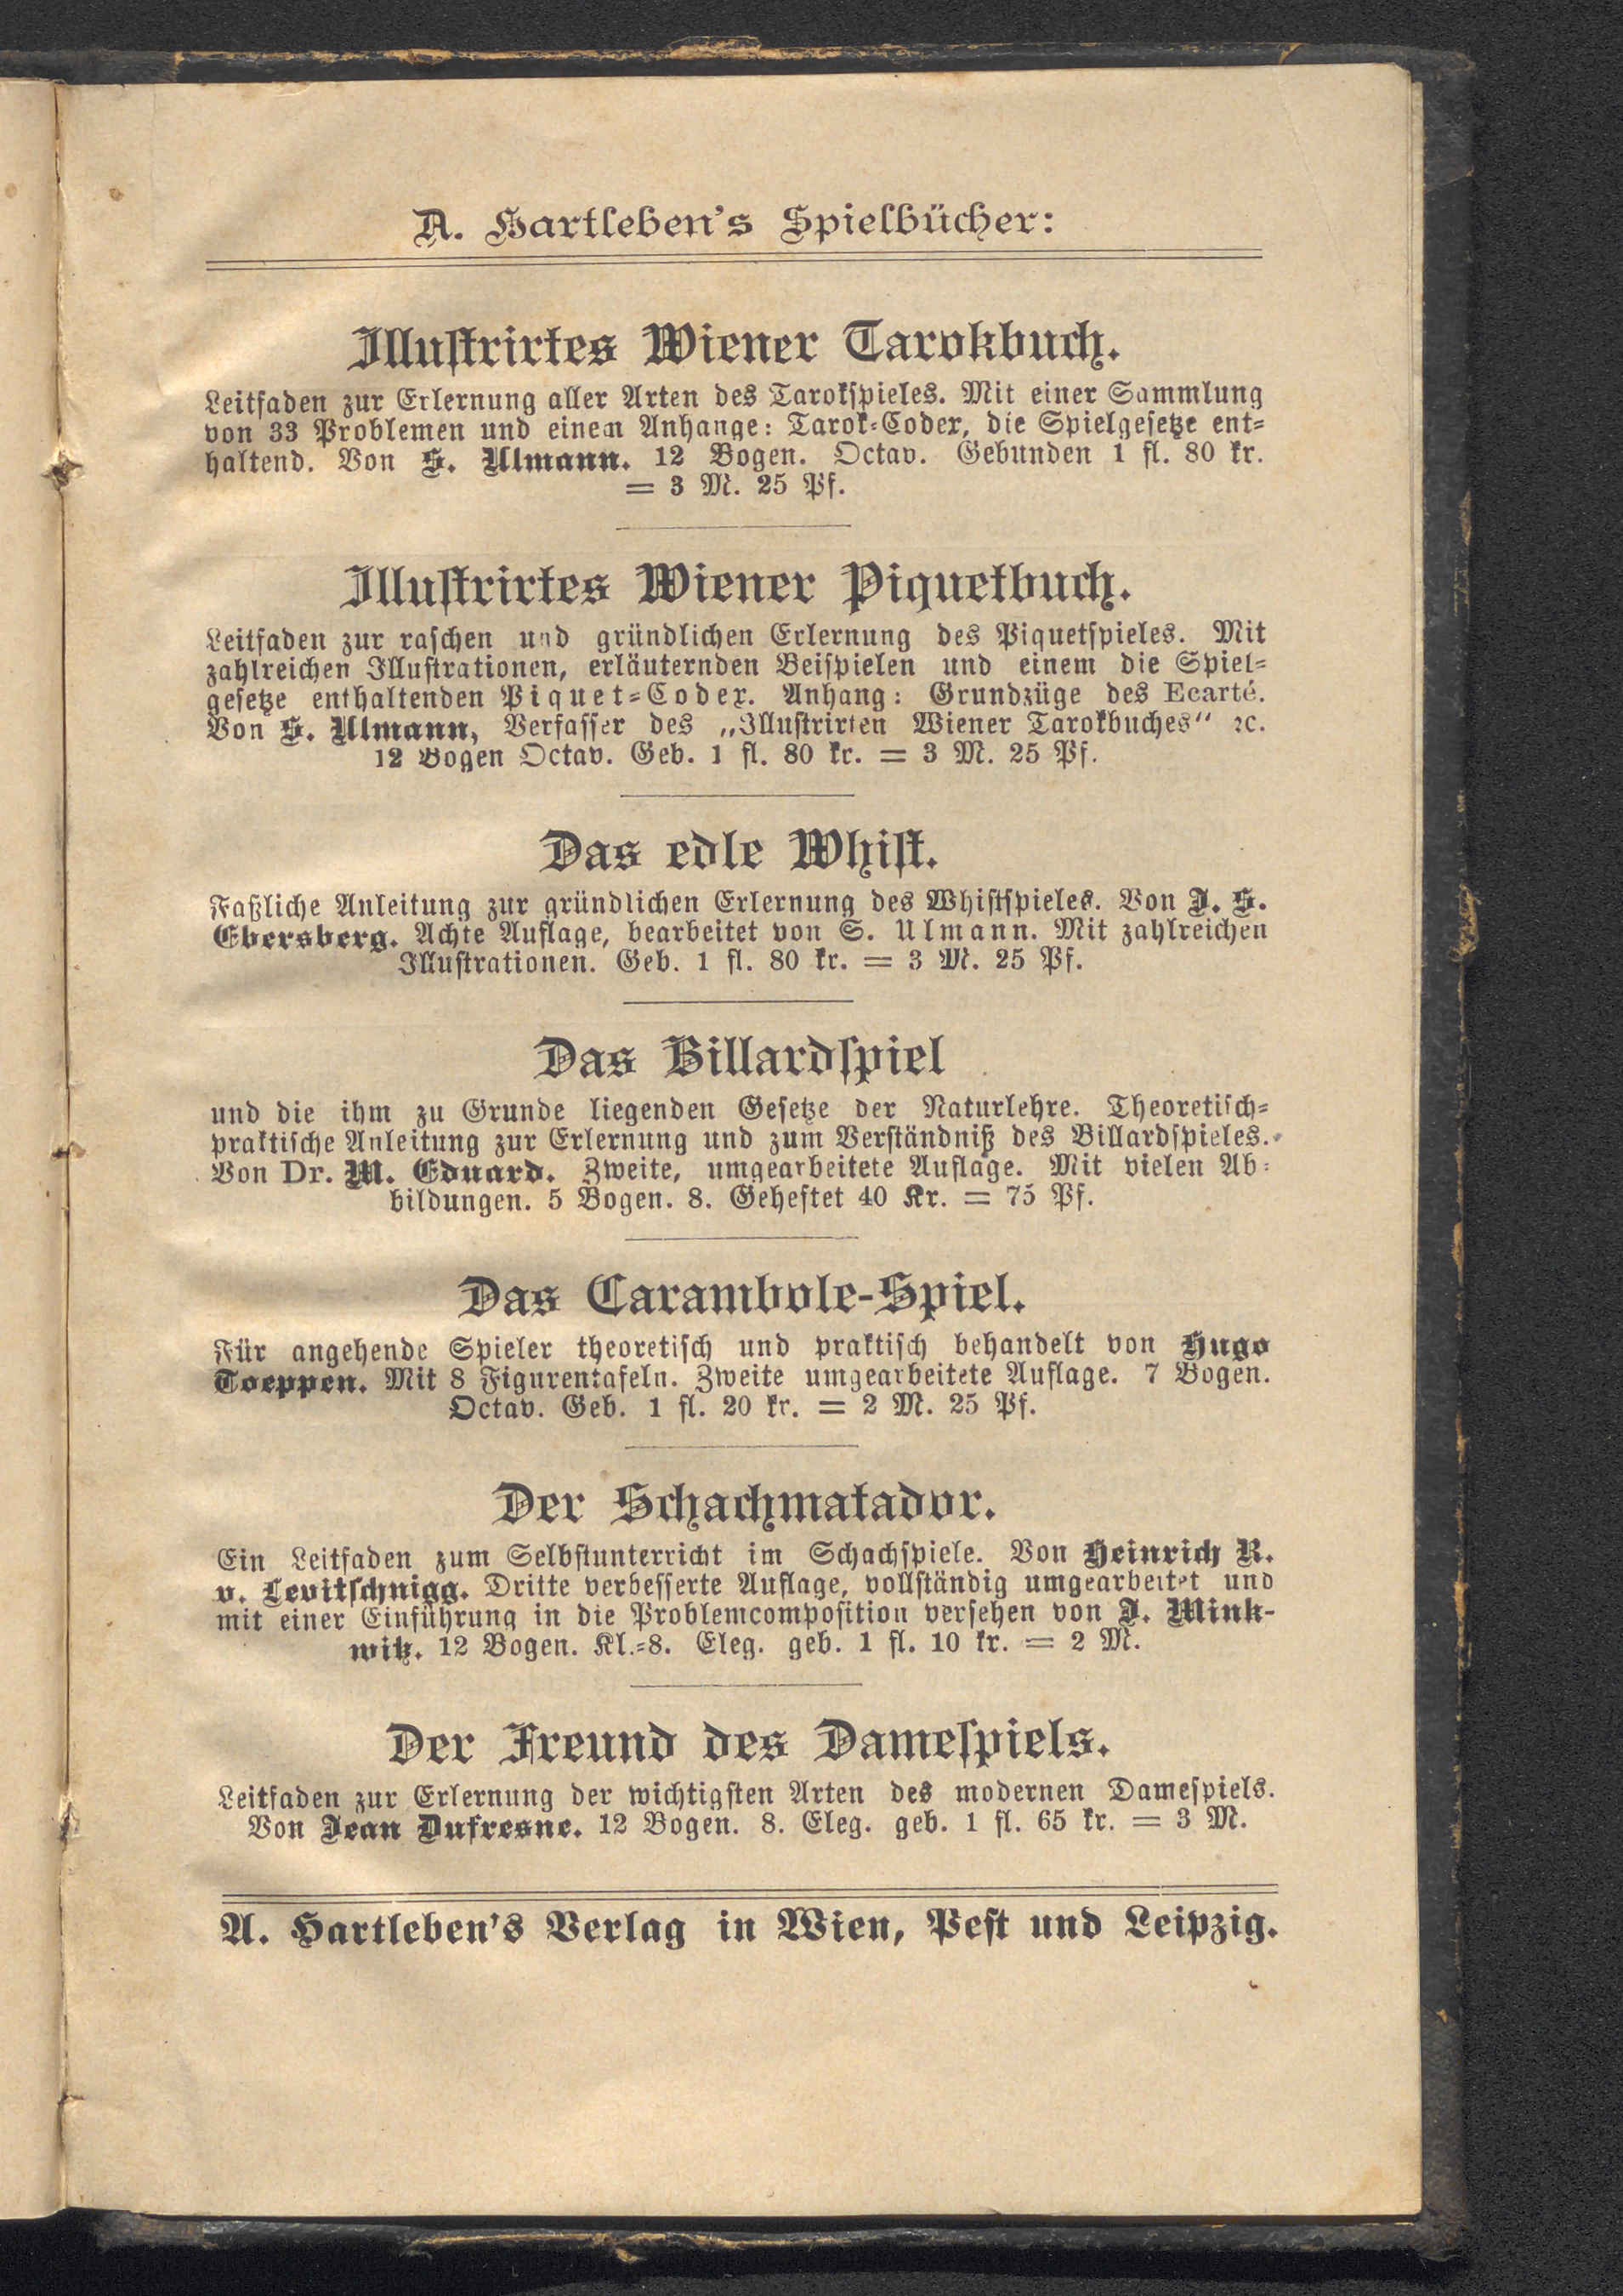 A. Hartleben's Spielbücher:
Illustrirtes Wiener Tarokbuch.
Leitfaden zur Erlernung aller Arten des Tarokspieles. Mit einer Sammlung
von 33 Problemen und einem Anhange: Tarok-Codex, die Spielgesetze ent-
haltend. Von S. Ulmann. 12 Bogen. Octav. Gebunden 1 fl. 80 kr.
= 3 M. 25 Pf.
Illustrirtes Wiener Piquetbuch.
Leitfaden zur raschen und gründlichen Erlernung des Piquetspieles. Mit
zahlreichen Illustrationen, erläuternden Beispielen und einem die Spiel-
gesetze enthaltenden Piquet-Codex. Anhang: Grundzüge des Ecarté.
Von S. Ulmann, Verfasser des „Illustrirten Wiener Tarokbuches" ꝛc.
12 Bogen Octav. Geb. 1 fl. 80 kr. = 3 M. 25 Pf.
Das edle Whist.
Faßliche Anleitung zur gründlichen Erlernung des Whistspieles. Von J. S.
Ebersberg. Achte Auflage, bearbeitet von S. Ulmann. Mit zahlreichen
Illustrationen. Geb. 1 fl. 80 kr. = 3 M. 25 Pf.
Das Billardspiel
und die ihm zu Grunde liegenden Gesetze der Naturlehre. Theoretisch-
praktische Anleitung zur Erlernung und zum Verständniß des Billardspieles.
Von Dr. M. Eduard. Zweite, umgearbeitete Auflage. Mit vielen Ab-
bildungen. 5 Bogen. 8. Geheftet 40 Kr. = 75 Pf.
Das Carambole-Spiel.
Für angehende Spieler theoretisch und praktisch behandelt von Hugo
Toeppen. Mit 8 Figurentafeln. Zweite umgearbeitete Auflage. 7 Bogen.
Octav. Geb. 1 fl. 20 kr. = 2 M. 25 Pf.
Der Schachmatador.
Ein Leitfaden zum Selbstunterricht im Schachspiele. Von Heinrich R.
v. Levitschnigg. Dritte verbesserte Auflage, vollständig umgearbeitet und
mit einer Einführung in die Problemcomposition versehen von J. Mink-
witz. 12 Bogen. Kl.-8. Eleg. geb. 1 fl. 10 kr. = 2 M.
Der Freund des Damespiels.
Leitfaden zur Erlernung der wichtigsten Arten des modernen Damespiels.
Von Jean Dufresne. 12 Bogen. 8. Eleg. geb. 1 fl. 65 kr. = 3 M.
A. Hartleben's Verlag in Wien, Pest und Leipzig.